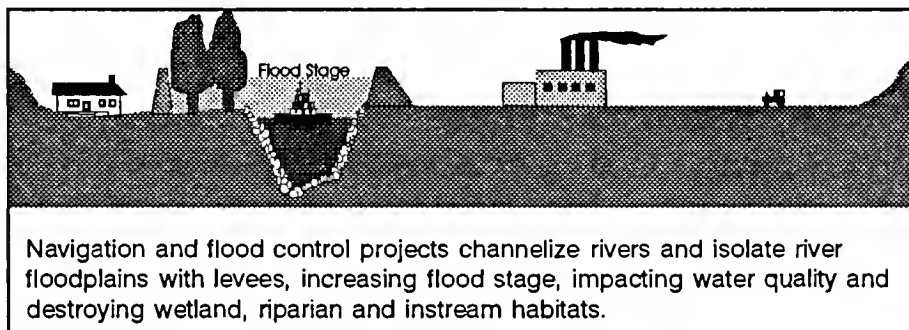 Flood Stage
Navigation and flood control projects channelize rivers and isolate river
floodplains with levees, increasing flood stage, impacting water quality and
destroying wetland, riparian and instream habitats.